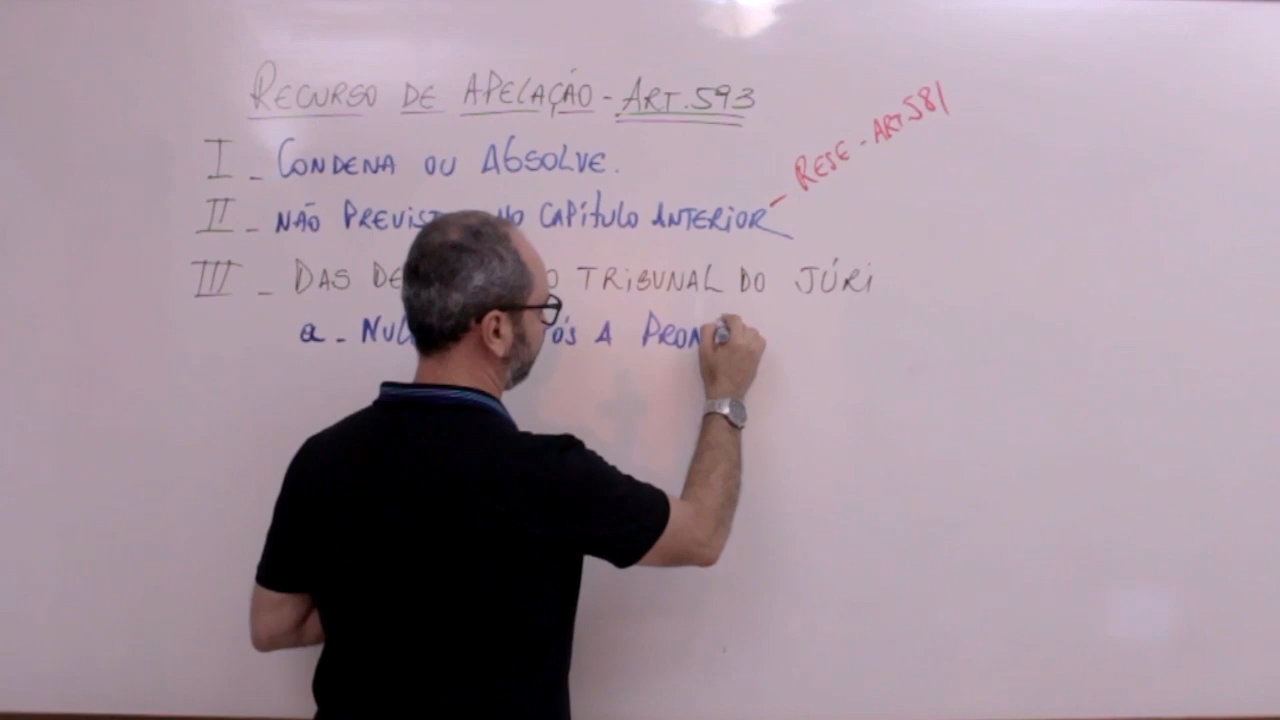 RECURSO DE APELAÇÃO - ART. 593
I - CONDENA OU ABSOLVE.
II - NÃO PREVIS NO CAPÍTULO ANTERIOR - RESE - ART 581
III - DAS DE O TRIBUNAL DO JÚRI
a - NUL ÓS A PRON